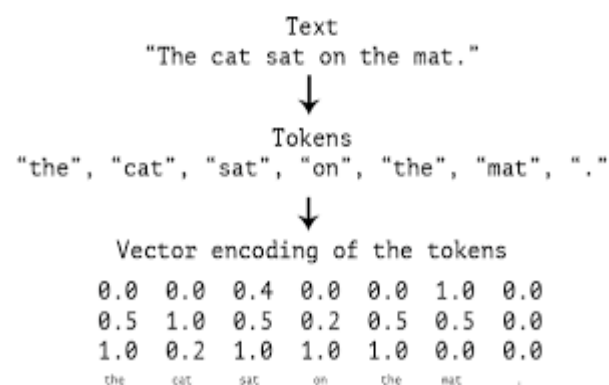 Text
“The cat sat on the mat.”
Tokens
“the”, “cat”, “sat”, “on”, “the”, “mat”, “.”
Vector encoding of the tokens
0.0 0.0 0.4 0.0 0.0 1.0 0.0
0.5 1.0 0.5 0.2 0.5 0.5 0.0
1.0 0.2 1.0 1.0 1.0 0.0 0.0
the cat sat on the mat .